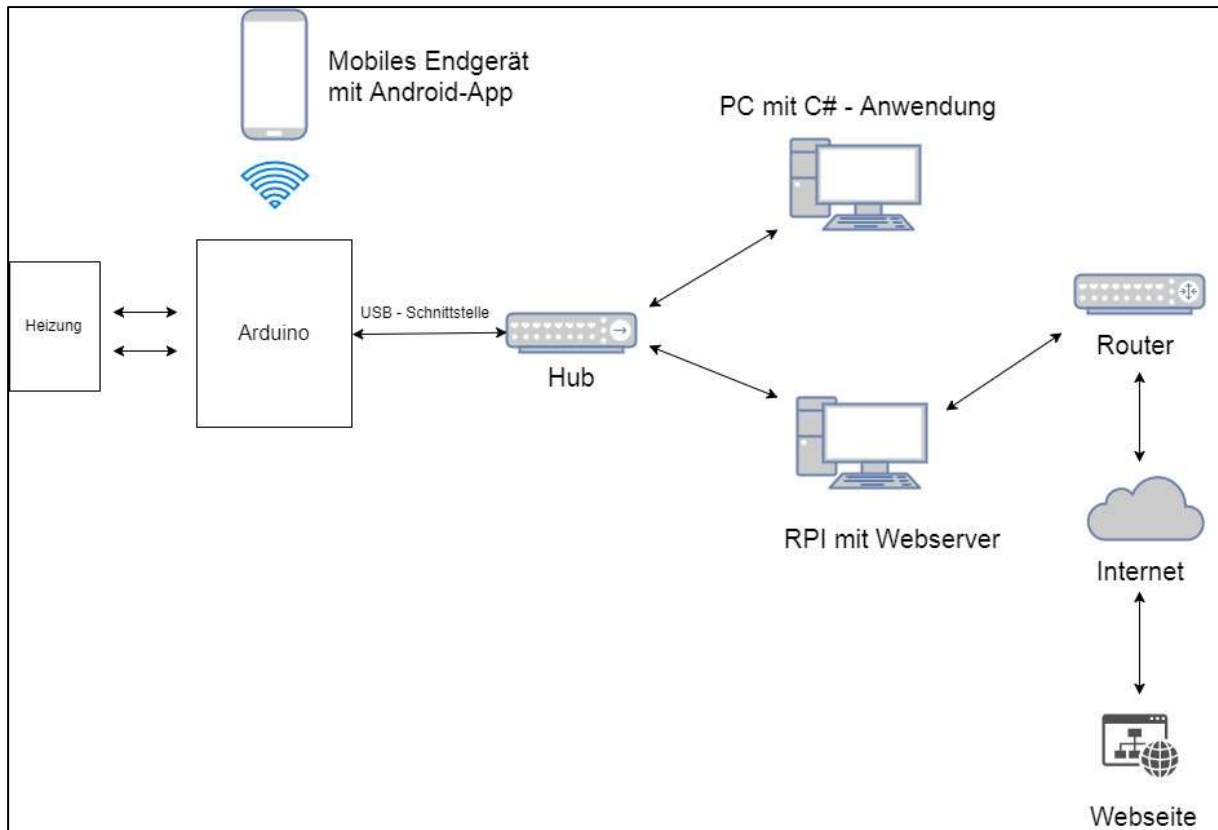 Mobiles Endgerät
mit Android-App
PC mit C# - Anwendung
Heizung
Arduino
USB - Schnittstelle
Hub
Router
RPI mit Webserver
Internet
Webseite